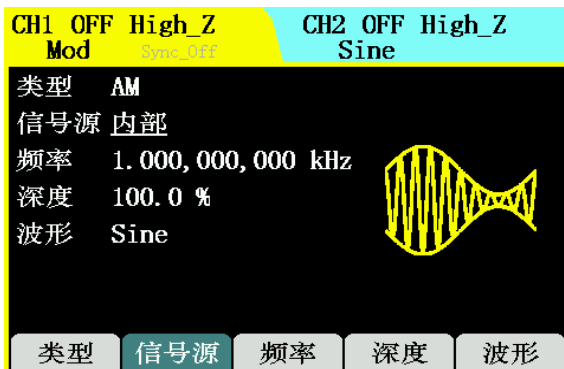 CH1 OFF High_Z CH2 OFF High_Z
Mod Sync_Off Sine
类型 AM
信号源 内部
频率 1.000,000,000 kHz
深度 100.0 %
波形 Sine
类型 信号源 频率 深度 波形